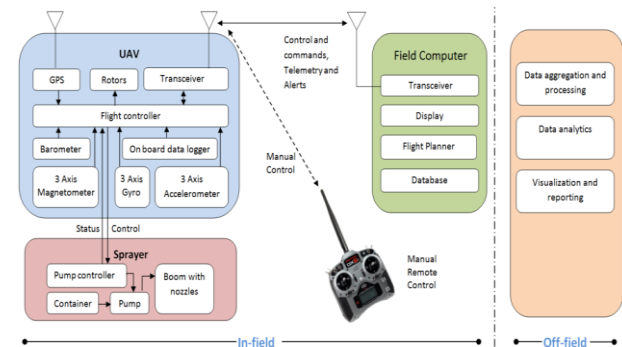 UAV
GPS
Rotors
Transceiver
Flight controller
Barometer
On board data logger
3 Axis
Magnetometer
3 Axis
Gyro
3 Axis
Accelerometer
Status
Control
Sprayer
Pump controller
Container
Pump
Boom with
nozzles
Control and
commands,
Telemetry and
Alerts
Manual
Control
Manual
Remote
Control
Field Computer
Transceiver
Display
Flight Planner
Database
Data aggregation and
processing
Data analytics
Visualization and
reporting
In-field
Off-field